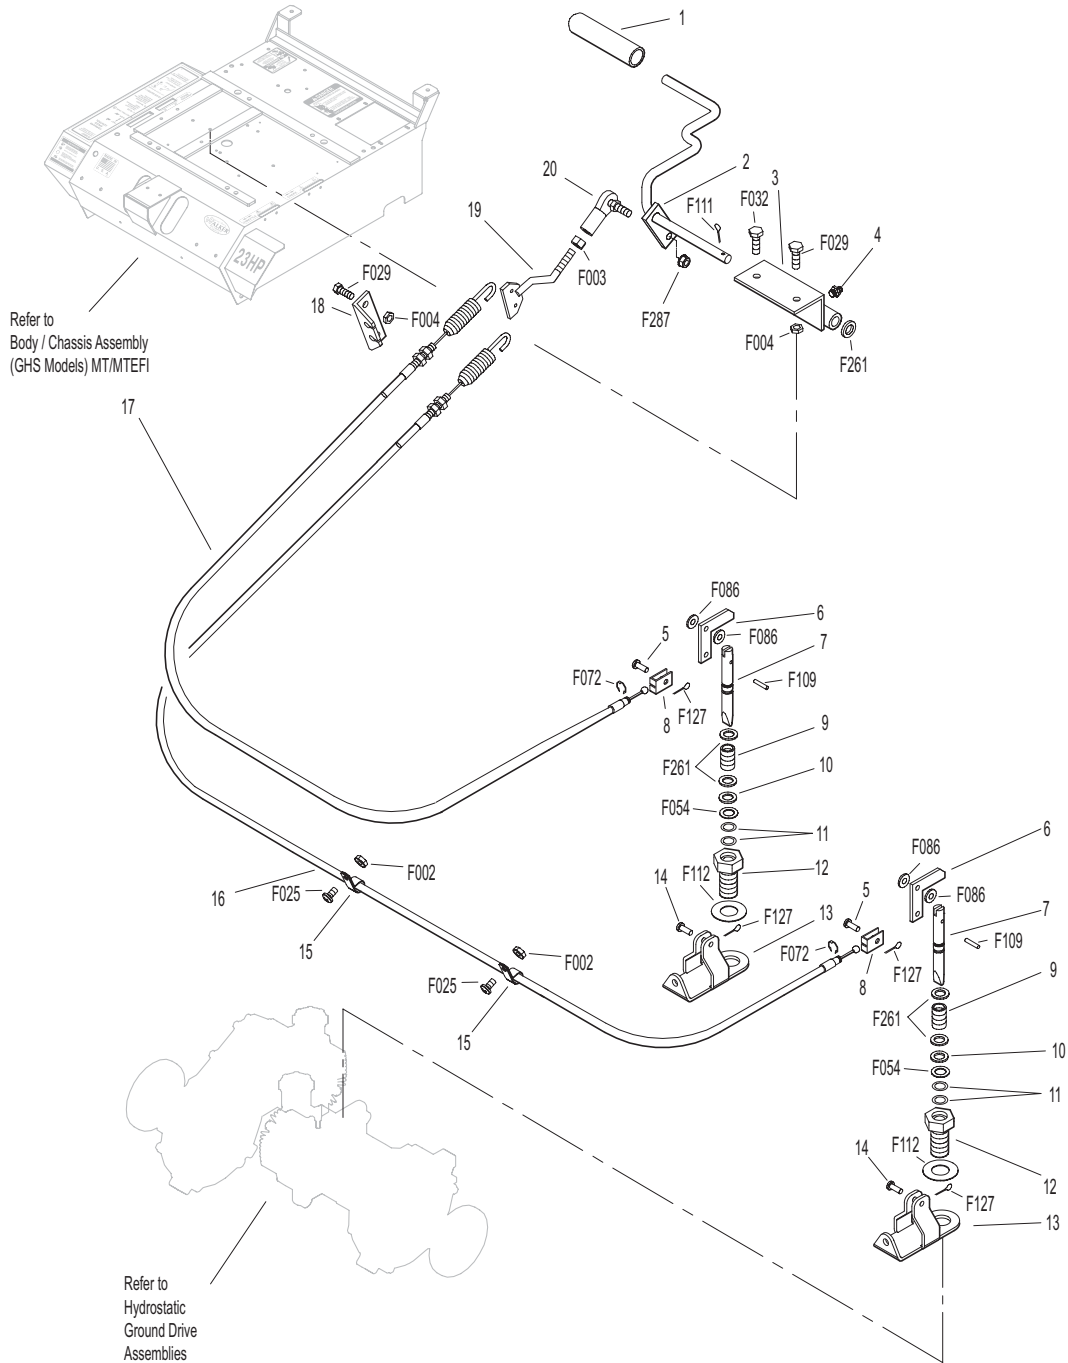 1
2
3
4
20
19
F032
F111
F029
F003
F287
F004
F261
F029
18
F004
23HP
STALKER
Refer to
Body / Chassis Assembly
(GHS Models) MT/MTEFI
17
F086
6
5
F086
7
F072
F109
F127
8
9
F261
10
F054
11
12
F112
14
F127
13
F002
F025
16
15
F002
F025
15
6
F086
5
F086
7
F109
F072
F127
8
9
F261
10
F054
11
F112
14
12
F127
13
Refer to
Hydrostatic
Ground Drive
Assemblies